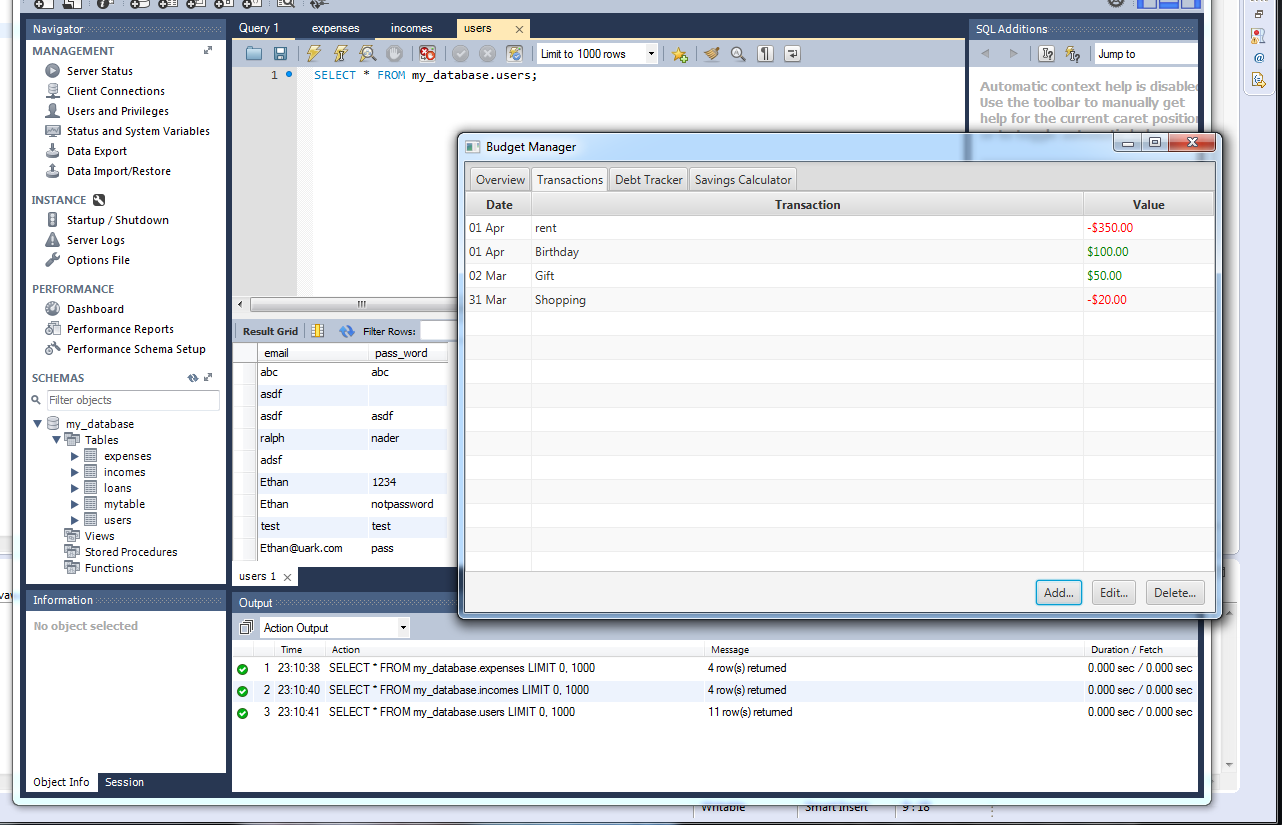 Navigator
MANAGEMENT
Server Status
Client Connections
Users and Privileges
Status and System Variables
Data Export
Data Import/Restore
INSTANCE
Startup / Shutdown
Server Logs
Options File
PERFORMANCE
Dashboard
Performance Reports
Performance Schema Setup
SCHEMAS
Filter objects
my_database
Tables
expenses
incomes
loans
mytable
users
Views
Stored Procedures
Functions
Information
No object selected
Object Info Session
Query 1 expenses incomes users
Limit to 1000 rows
1 SELECT * FROM my_database.users;
SQL Additions
Jump to
Automatic context help is disabled
Use the toolbar to manually get
help for the current caret position
Result Grid Filter Rows:
email pass_word
abc abc
asdf
asdf asdf
ralph nader
adsf
Ethan 1234
Ethan notpassword
test test
Ethan@uark.com pass
users 1
Budget Manager
Overview Transactions Debt Tracker Savings Calculator
Date Transaction Value
01 Apr rent -$350.00
01 Apr Birthday $100.00
02 Mar Gift $50.00
31 Mar Shopping -$20.00
Add... Edit... Delete...
Output
Action Output
Time Action Message Duration / Fetch
1 23:10:38 SELECT * FROM my_database.expenses LIMIT 0, 1000 4 row(s) returned 0.000 sec / 0.000 sec
2 23:10:40 SELECT * FROM my_database.incomes LIMIT 0, 1000 4 row(s) returned 0.000 sec / 0.000 sec
3 23:10:41 SELECT * FROM my_database.users LIMIT 0, 1000 11 row(s) returned 0.000 sec / 0.000 sec
Writable Smart Insert 9 : 18